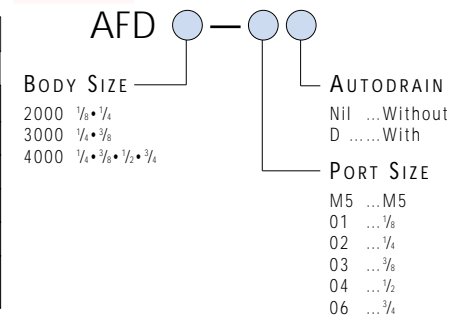 AFD —
BODY SIZE
2000 1/8•1/4
3000 1/4•3/8
4000 1/4•3/8•1/2•3/4
AUTODRAIN
Nil ...Without
D ......With
PORT SIZE
M5 ...M5
01 ...1/8
02 ...1/4
03 ...3/8
04 ...1/2
06 ...3/4